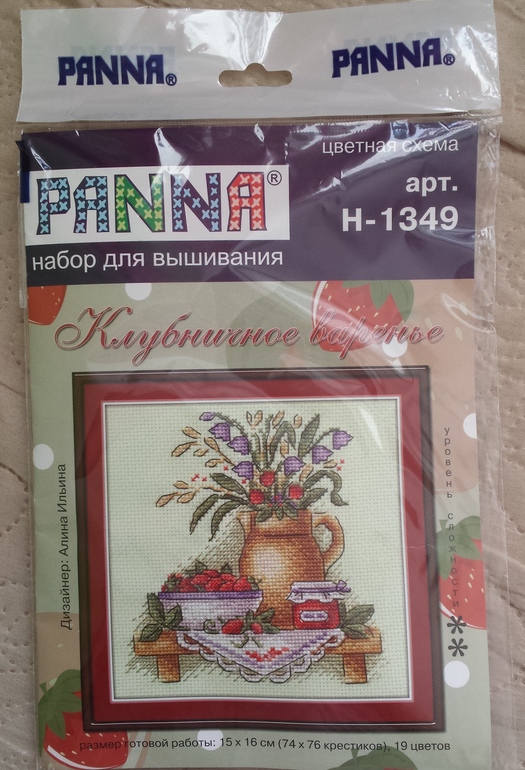 PANNA®
PANNA®
цветная схема
PANNA®
арт.
Н-1349
набор для вышивания
Клубничное варенье
Дизайнер: Алина Ильина
уровень сложности **
размер готовой работы: 15 х 16 см (74 х 76 крестиков), 19 цветов